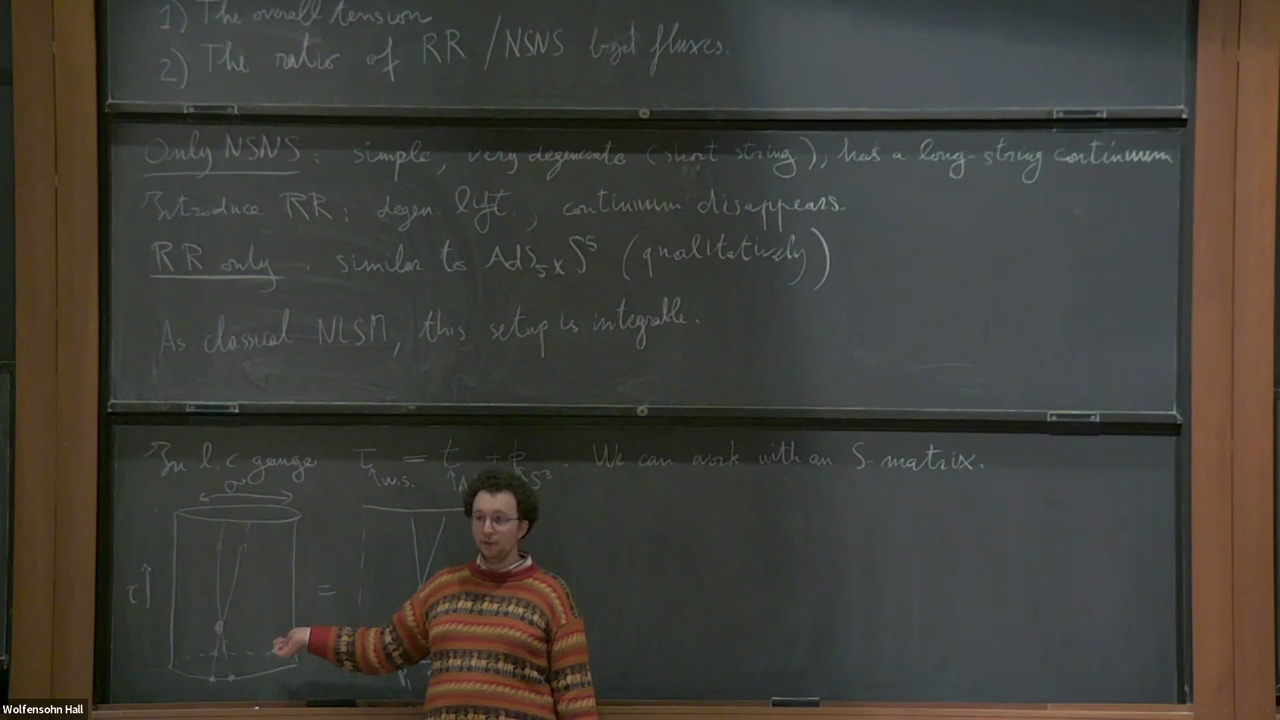 1) The overall tension
2) The ratio of RR / NSNS bgd fluxes.
Only NSNS : simple, very degenerate (short string), has a long-string continuum
Introduce RR : degen. lift , continuum disappears
RR only : similar to AdS5 x S5 (qualitatively)
As classical NLSM, this setup is integrable.
In l.c gauge τ = t + φ . We can work with an S-matrix.
w.s. S3
σ
τ
=
Wolfensohn Hall